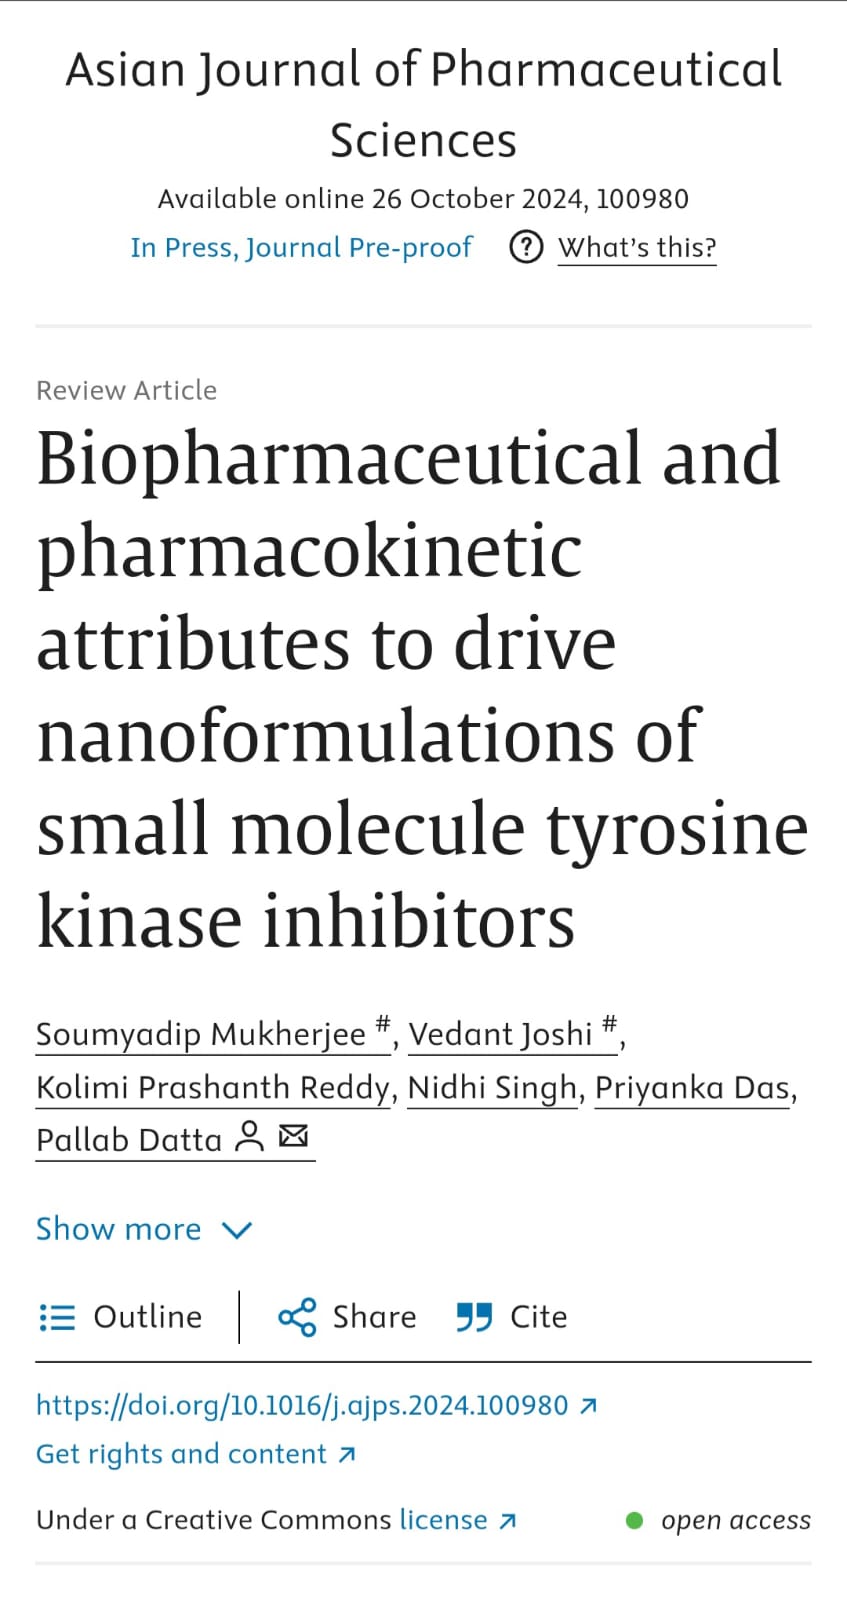 Asian Journal of Pharmaceutical
Sciences
Available online 26 October 2024, 100980
In Press, Journal Pre-proof ? What's this?
Review Article
Biopharmaceutical and
pharmacokinetic
attributes to drive
nanoformulations of
small molecule tyrosine
kinase inhibitors
Soumyadip Mukherjee #, Vedant Joshi #,
Kolimi Prashanth Reddy, Nidhi Singh, Priyanka Das,
Pallab Datta
Show more
Outline Share Cite
https://doi.org/10.1016/j.ajps.2024.100980
Get rights and content
Under a Creative Commons license open access